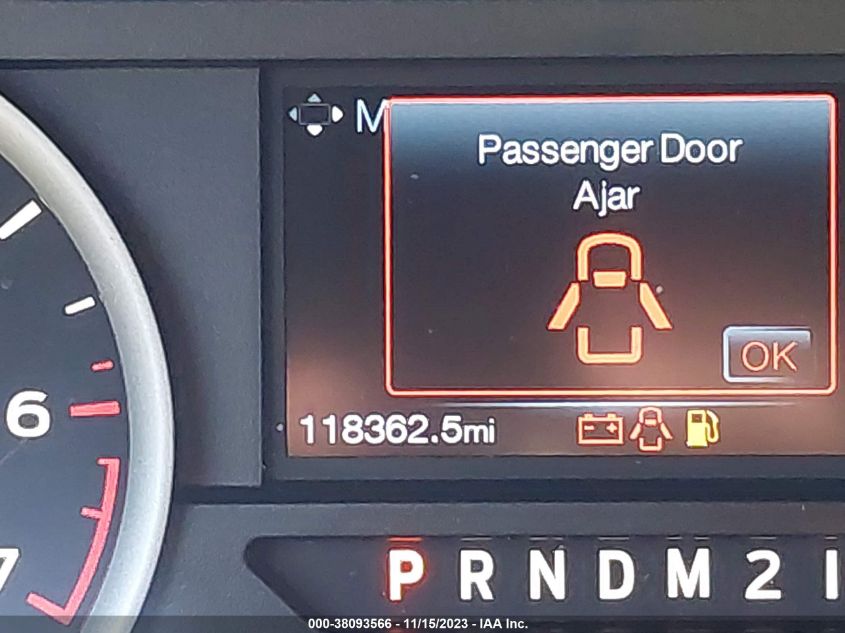 M
Passenger Door
Ajar
OK
6
118362.5mi
7
P R N D M 2
000-38093566 - 11/15/2023 - IAA Inc.